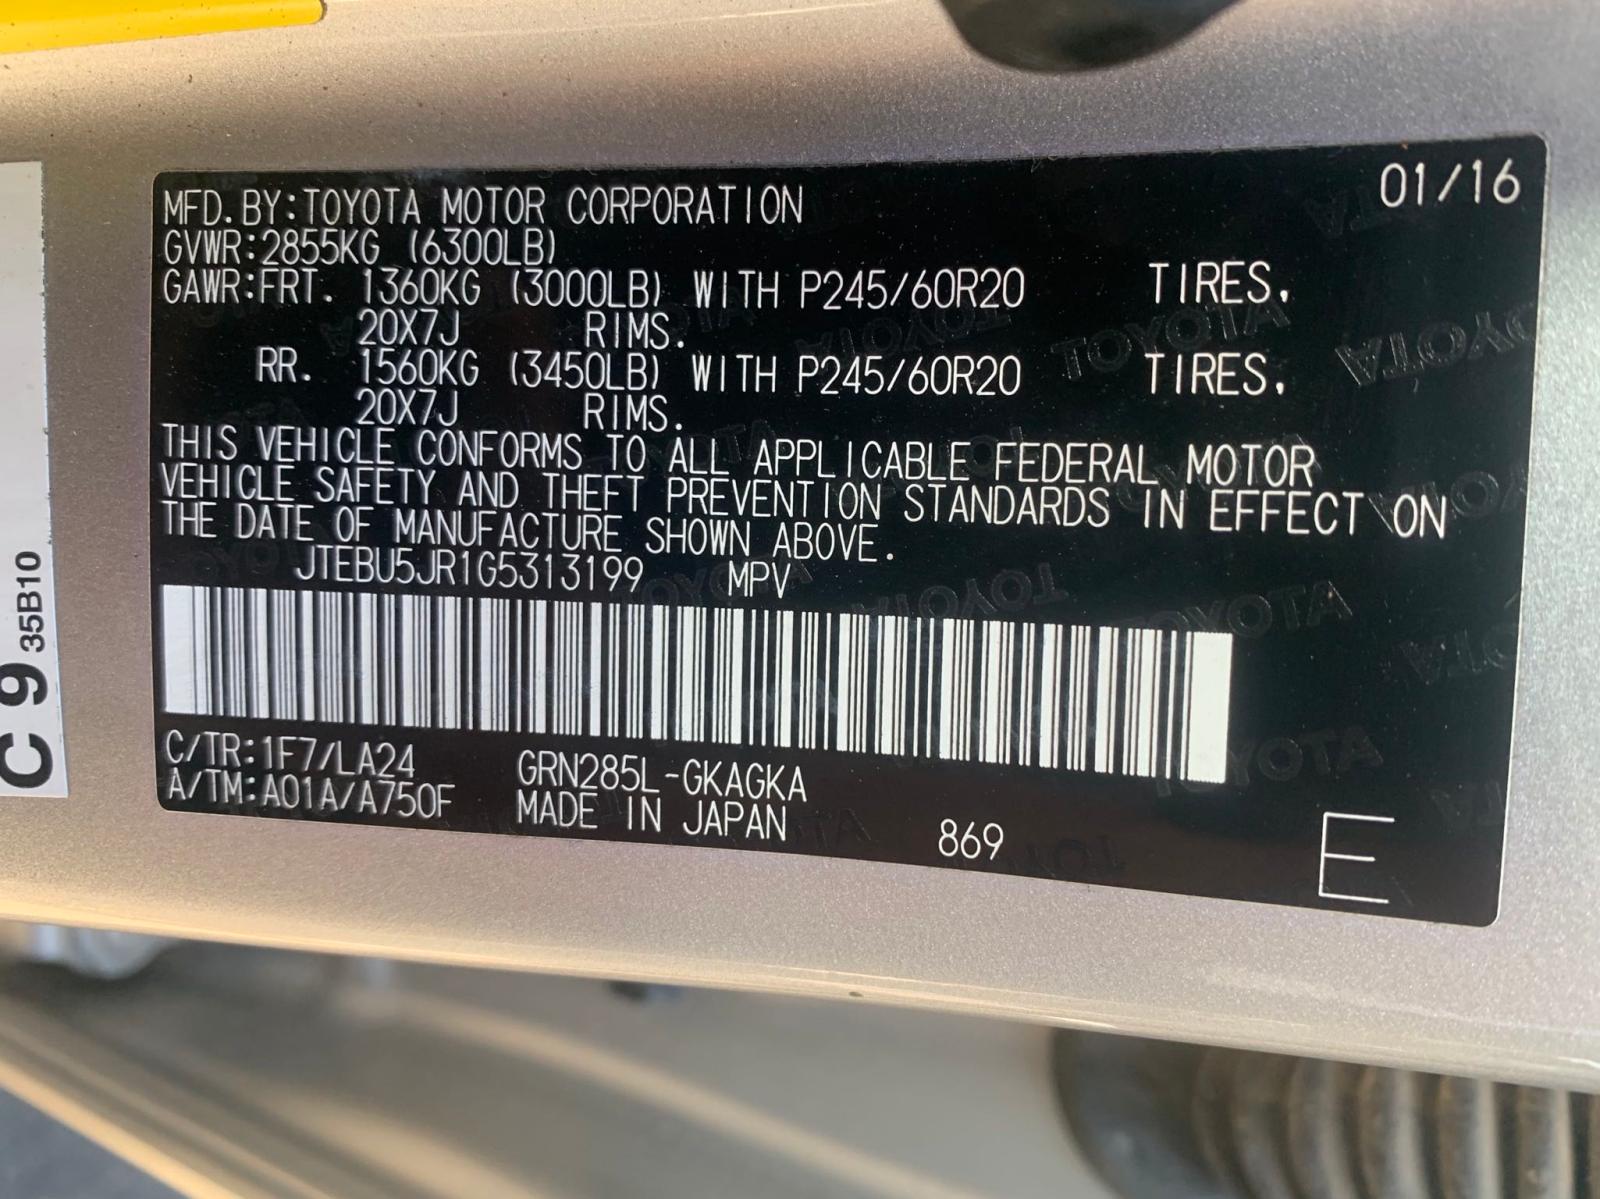 01/16
MFD.BY:TOYOTA MOTOR CORPORATION
GVWR:2855KG (6300LB)
GAWR:FRT. 1360KG (3000LB) WITH P245/60R20 TIRES,
20X7J RIMS.
RR. 1560KG (3450LB) WITH P245/60R20 TIRES,
20X7J RIMS.
THIS VEHICLE CONFORMS TO ALL APPLICABLE FEDERAL MOTOR
VEHICLE SAFETY AND THEFT PREVENTION STANDARDS IN EFFECT ON
THE DATE OF MANUFACTURE SHOWN ABOVE.
JTEBU5JR1G5313199 MPV
C/TR:1F7/LA24
A/TM:A01A/A750F
GRN285L-GKAGKA
MADE IN JAPAN
869
E
C 9 35B10